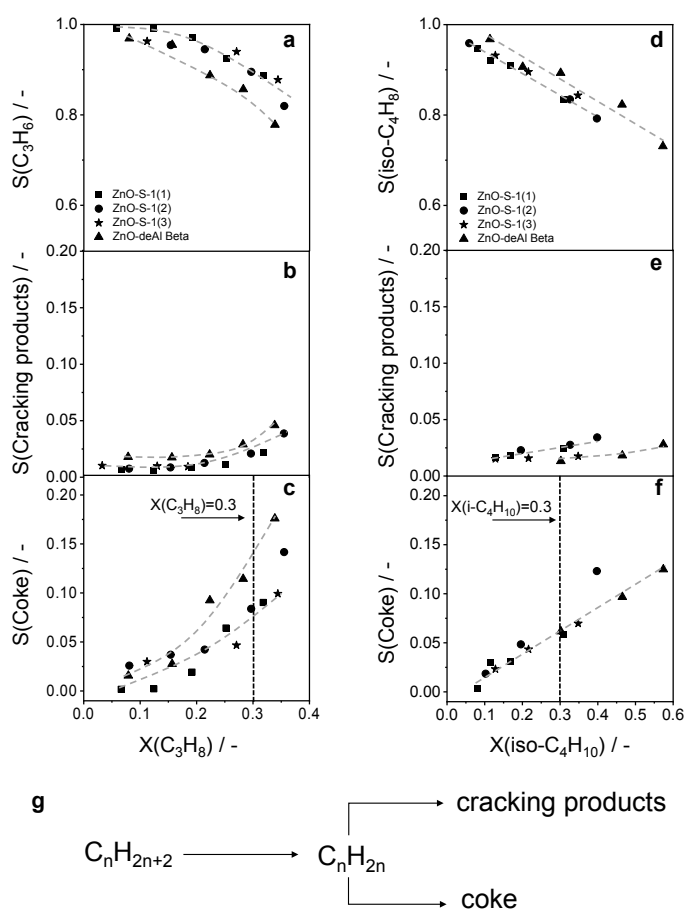 1.0
0.8
0.6
S(C3H6) / -
a
ZnO-S-1(1)
ZnO-S-1(2)
ZnO-S-1(3)
ZnO-deAl Beta
0.20
0.15
0.10
0.05
0.00
S(Cracking products) / -
b
0.20
0.15
0.10
0.05
0.00
S(Coke) / -
c
X(C3H8)=0.3
0.0 0.1 0.2 0.3 0.4
X(C3H8) / -
1.0
0.8
0.6
S(iso-C4H8) / -
d
ZnO-S-1(1)
ZnO-S-1(2)
ZnO-S-1(3)
ZnO-deAl Beta
0.20
0.15
0.10
0.05
0.00
S(Cracking products) / -
e
0.20
0.15
0.10
0.05
0.00
S(Coke) / -
f
X(i-C4H10)=0.3
0.0 0.1 0.2 0.3 0.4 0.5 0.6
X(iso-C4H10) / -
g
cracking products
CnH2n+2
CnH2n
coke